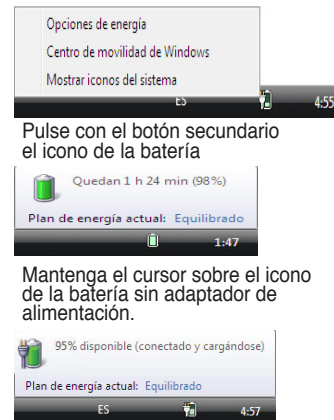 Opciones de energía
Centro de movilidad de Windows
Mostrar iconos del sistema
ES 4:55
Pulse con el botón secundario
el icono de la batería
Quedan 1 h 24 min (98%)
Plan de energía actual: Equilibrado
1:47
Mantenga el cursor sobre el icono
de la batería sin adaptador de
alimentación.
95% disponible (conectado y cargándose)
Plan de energía actual: Equilibrado
ES 4:57